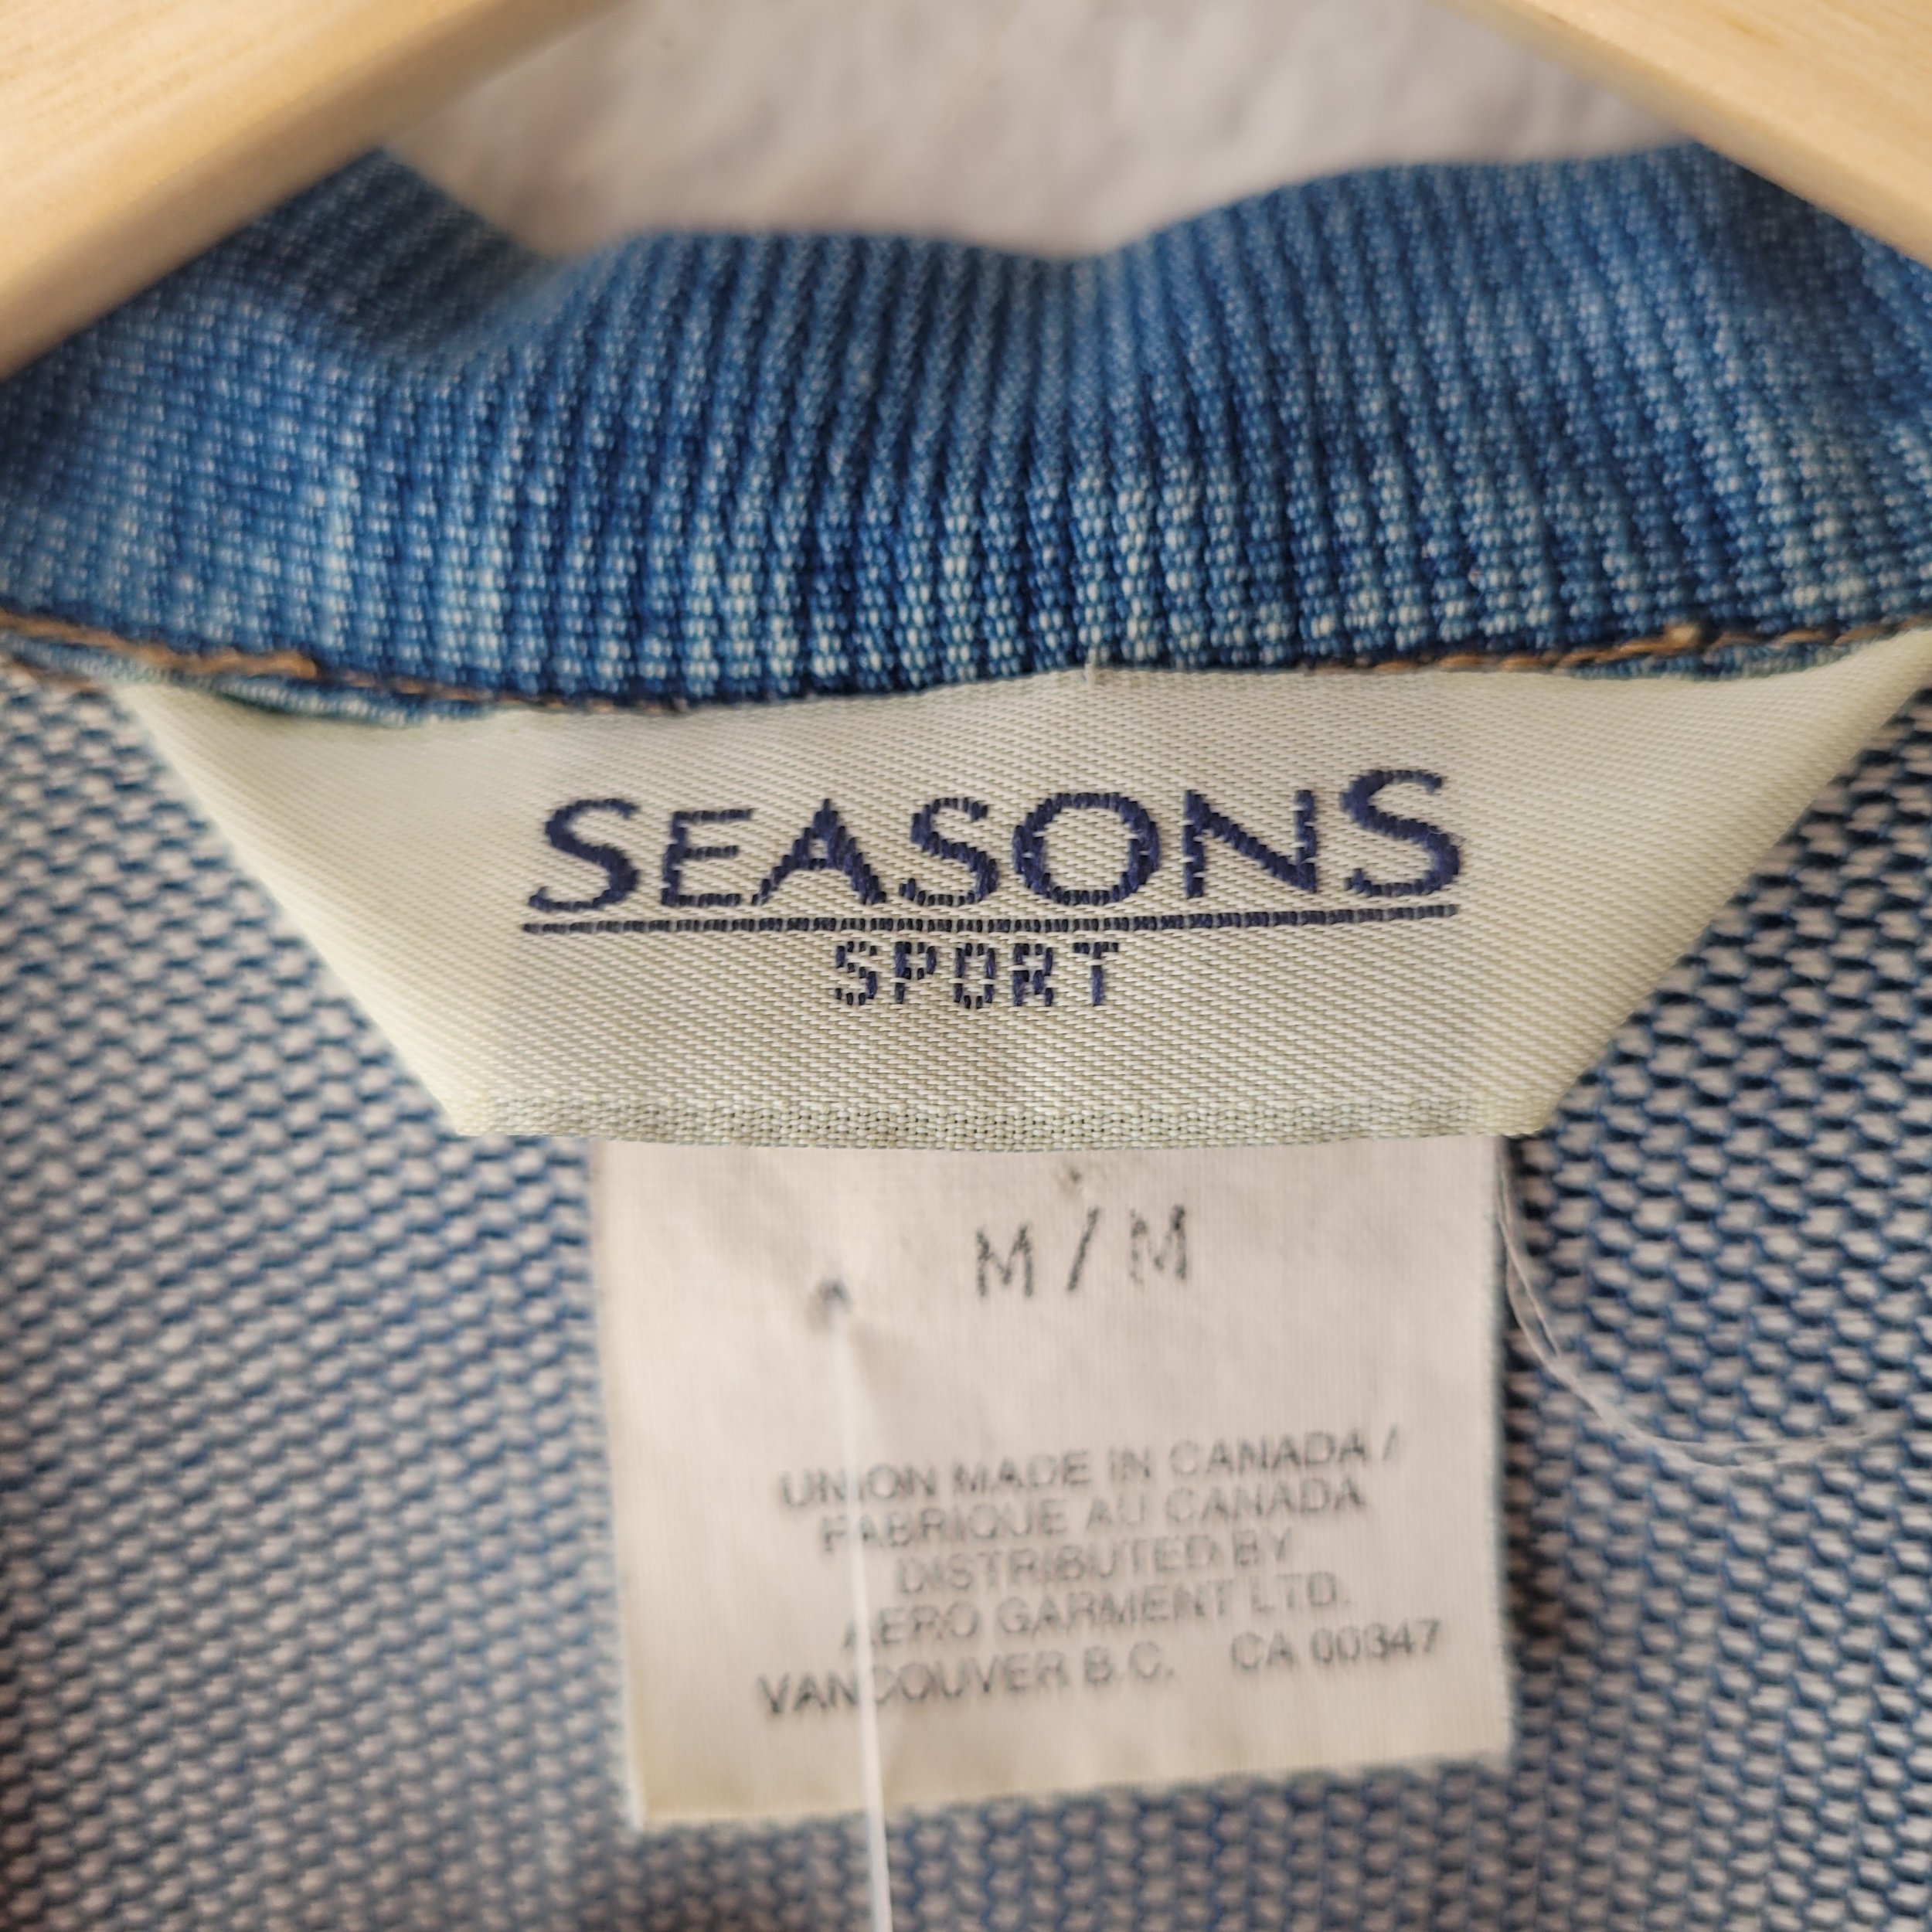 SEASONS
SPORT
M/M
UNION MADE IN CANADA /
FABRIQUE AU CANADA
DISTRIBUTED BY
AERO GARMENT LTD.
VANCOUVER B.C. CA 00347